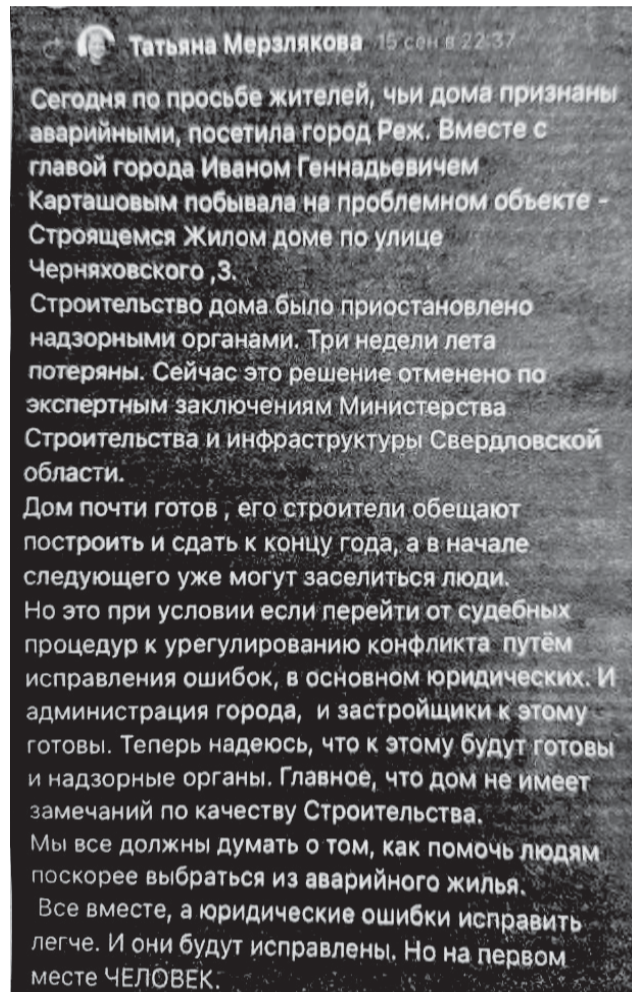 Татьяна Мерзлякова 15 сен в 22:37
Сегодня по просьбе жителей, чьи дома признаны
аварийными, посетила город Реж. Вместе с
главой города Иваном Геннадьевичем
Карташовым побывала на проблемном объекте -
Строящемся Жилом доме по улице
Черняховского ,3.
Строительство дома было приостановлено
надзорными органами. Три недели лета
потеряны. Сейчас это решение отменено по
экспертным заключениям Министерства
Строительства и инфраструктуры Свердловской
области.
Дом почти готов , его строители обещают
построить и сдать к концу года, а в начале
следующего уже могут заселиться люди.
Но это при условии если перейти от судебных
процедур к урегулированию конфликта путём
исправления ошибок, в основном юридических. И
администрация города, и застройщики к этому
готовы. Теперь надеюсь, что к этому будут готовы
и надзорные органы. Главное, что дом не имеет
замечаний по качеству Строительства.
Мы все должны думать о том, как помочь людям
поскорее выбраться из аварийного жилья.
Все вместе, а юридические ошибки исправить
легче. И они будут исправлены. Но на первом
месте ЧЕЛОВЕК.